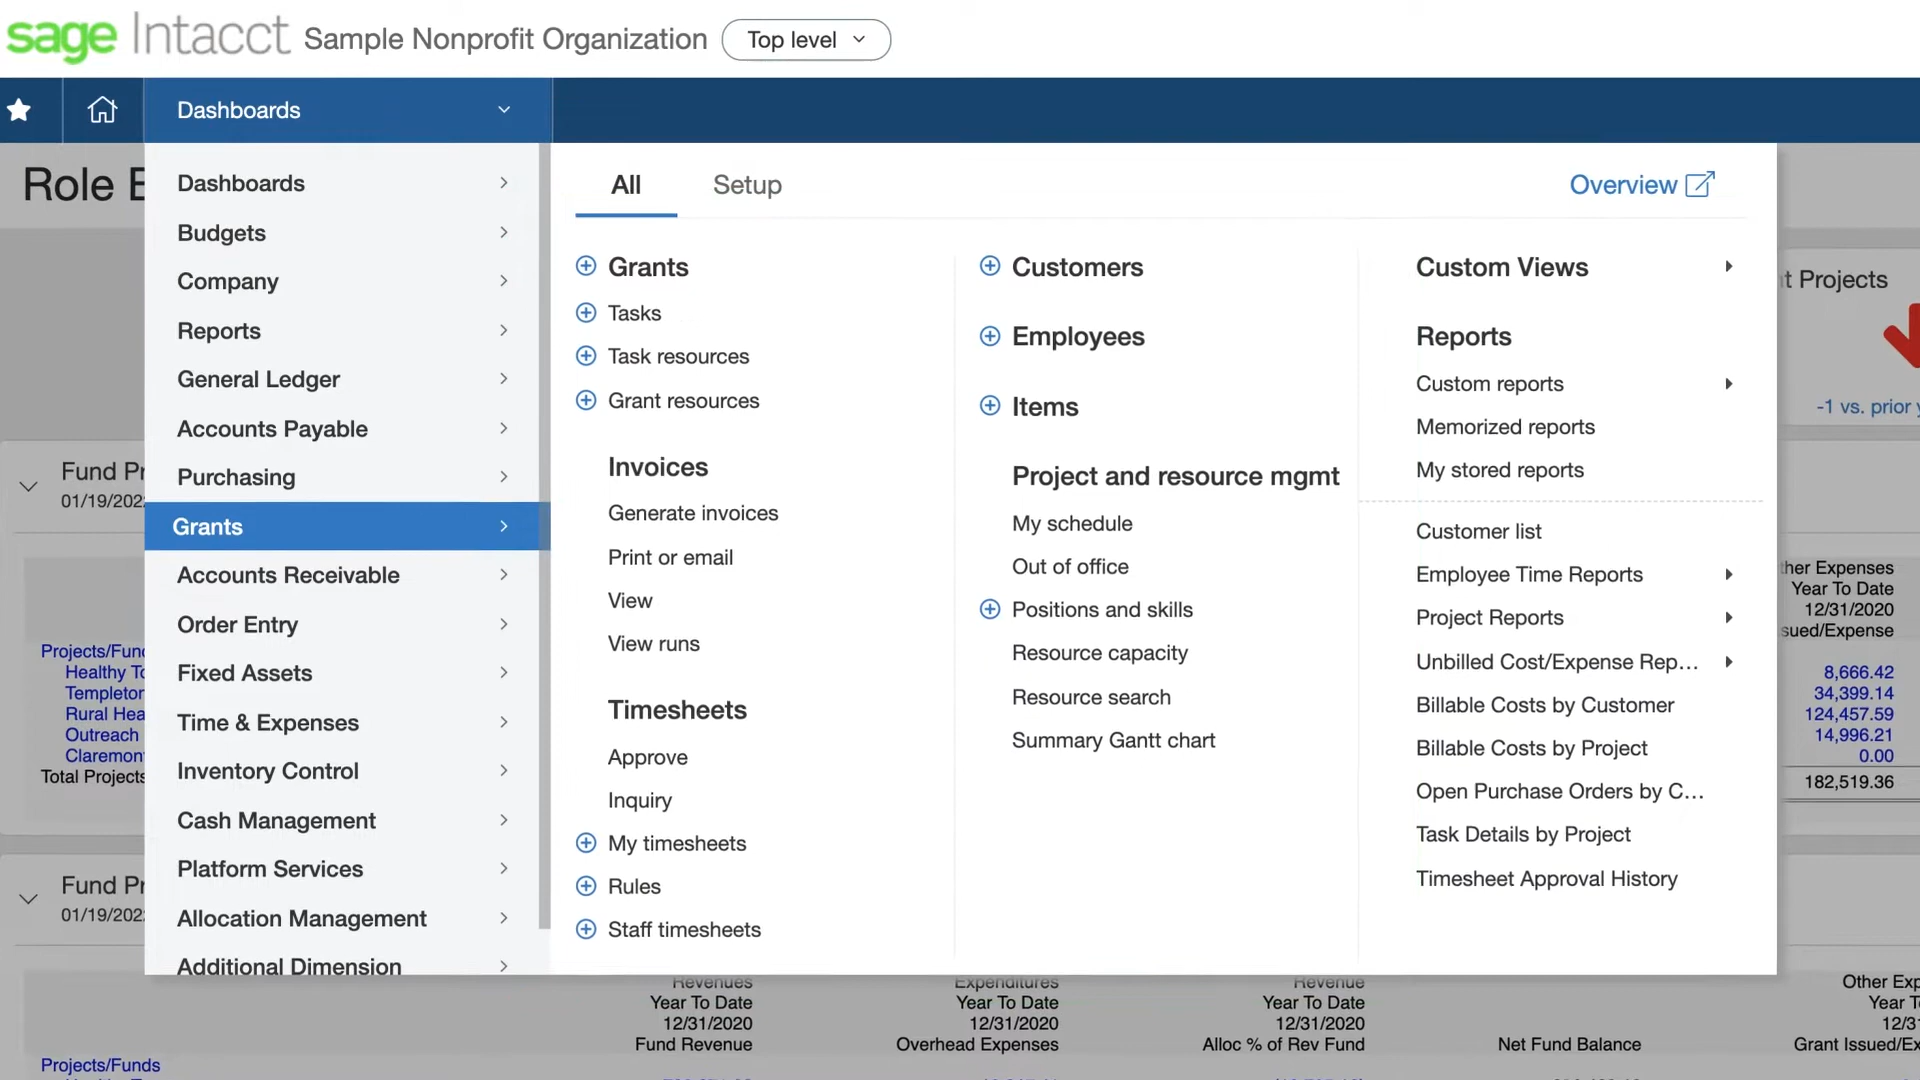 sage Intacct Sample Nonprofit Organization Top level
Dashboards
Role
Dashboards
Budgets
Company
Reports
General Ledger
Accounts Payable
Purchasing
Grants
Accounts Receivable
Order Entry
Fixed Assets
Time & Expenses
Inventory Control
Cash Management
Platform Services
Allocation Management
Additional Dimension
All
Setup
Overview
Grants
Tasks
Task resources
Grant resources
Invoices
Generate invoices
Print or email
View
View runs
Timesheets
Approve
Inquiry
My timesheets
Rules
Staff timesheets
Customers
Employees
Items
Project and resource mgmt
My schedule
Out of office
Positions and skills
Resource capacity
Resource search
Summary Gantt chart
Custom Views
Reports
Custom reports
Memorized reports
My stored reports
Customer list
Employee Time Reports
Project Reports
Unbilled Cost/Expense Rep...
Billable Costs by Customer
Billable Costs by Project
Open Purchase Orders by C...
Task Details by Project
Timesheet Approval History
Projects
-1 vs. prior
Fund Pr
01/19/202
Projects/Fund
Healthy To
Templeton
Rural Hea
Outreach
Claremon
Total Projects
her Expenses
Year To Date
12/31/2020
sued/Expense
8,666.42
34,399.14
124,457.59
14,996.21
0.00
182,519.36
Fund Pr
01/19/202
Revenues
Year To Date
12/31/2020
Fund Revenue
Expenditures
Year To Date
12/31/2020
Overhead Expenses
Revenue
Year To Date
12/31/2020
Alloc % of Rev Fund
Net Fund Balance
Other Exp
Year T
12/3
Grant Issued/Ex
Projects/Funds